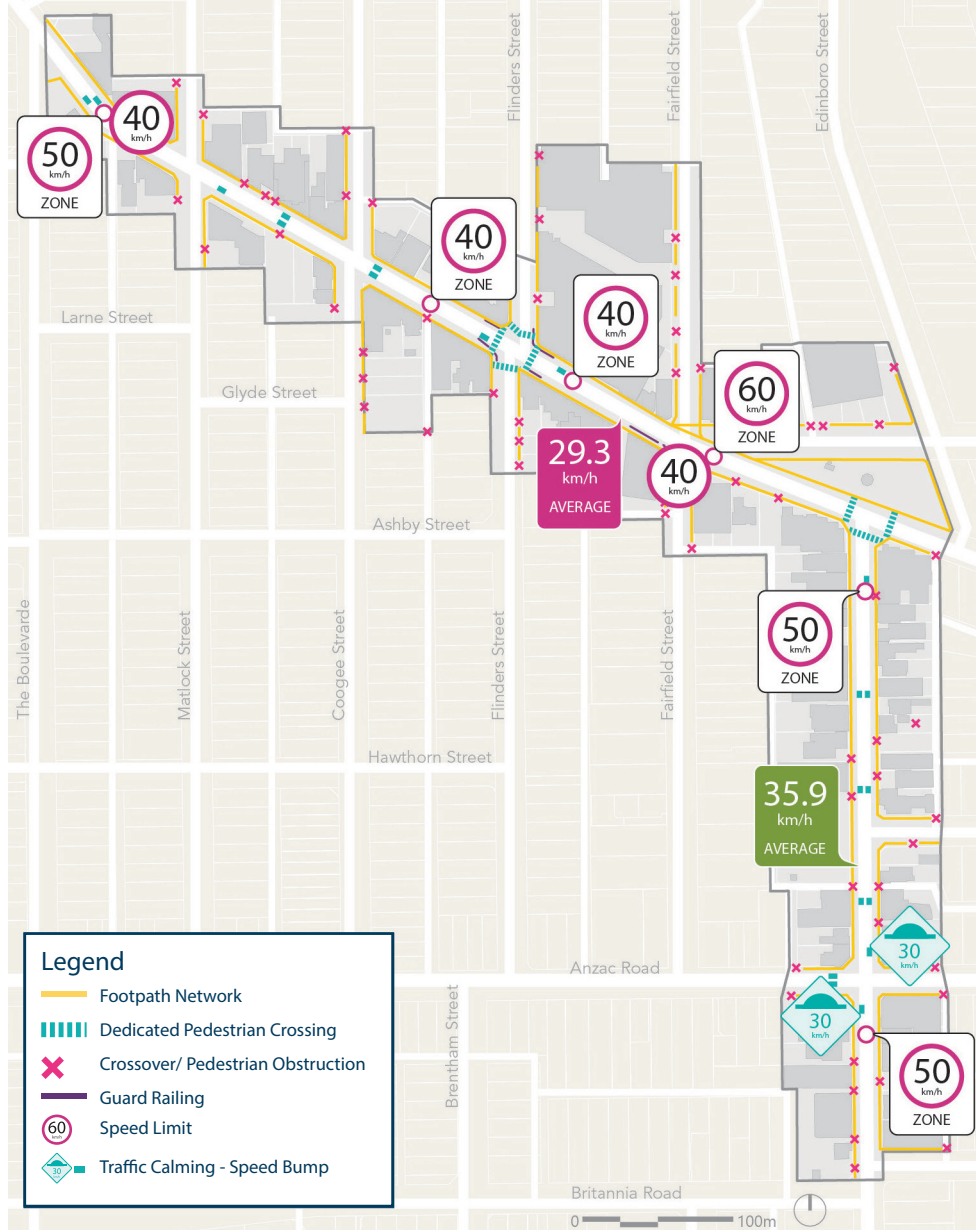 Flinders Street
Fairfield Street
Edinboro Street
40
km/h
50
km/h
ZONE
40
km/h
ZONE
40
km/h
ZONE
Larne Street
Glyde Street
60
km/h
ZONE
29.3
km/h
AVERAGE
40
km/h
Ashby Street
The Boulevarde
Matlock Street
Coogee Street
Flinders Street
Fairfield Street
50
km/h
ZONE
Hawthorn Street
35.9
km/h
AVERAGE
30
km/h
Anzac Road
30
km/h
Brentham Street
50
km/h
ZONE
Legend
Footpath Network
Dedicated Pedestrian Crossing
Crossover/ Pedestrian Obstruction
Guard Railing
60
km/h
Speed Limit
30
km/h
Traffic Calming - Speed Bump
Britannia Road
0
100m